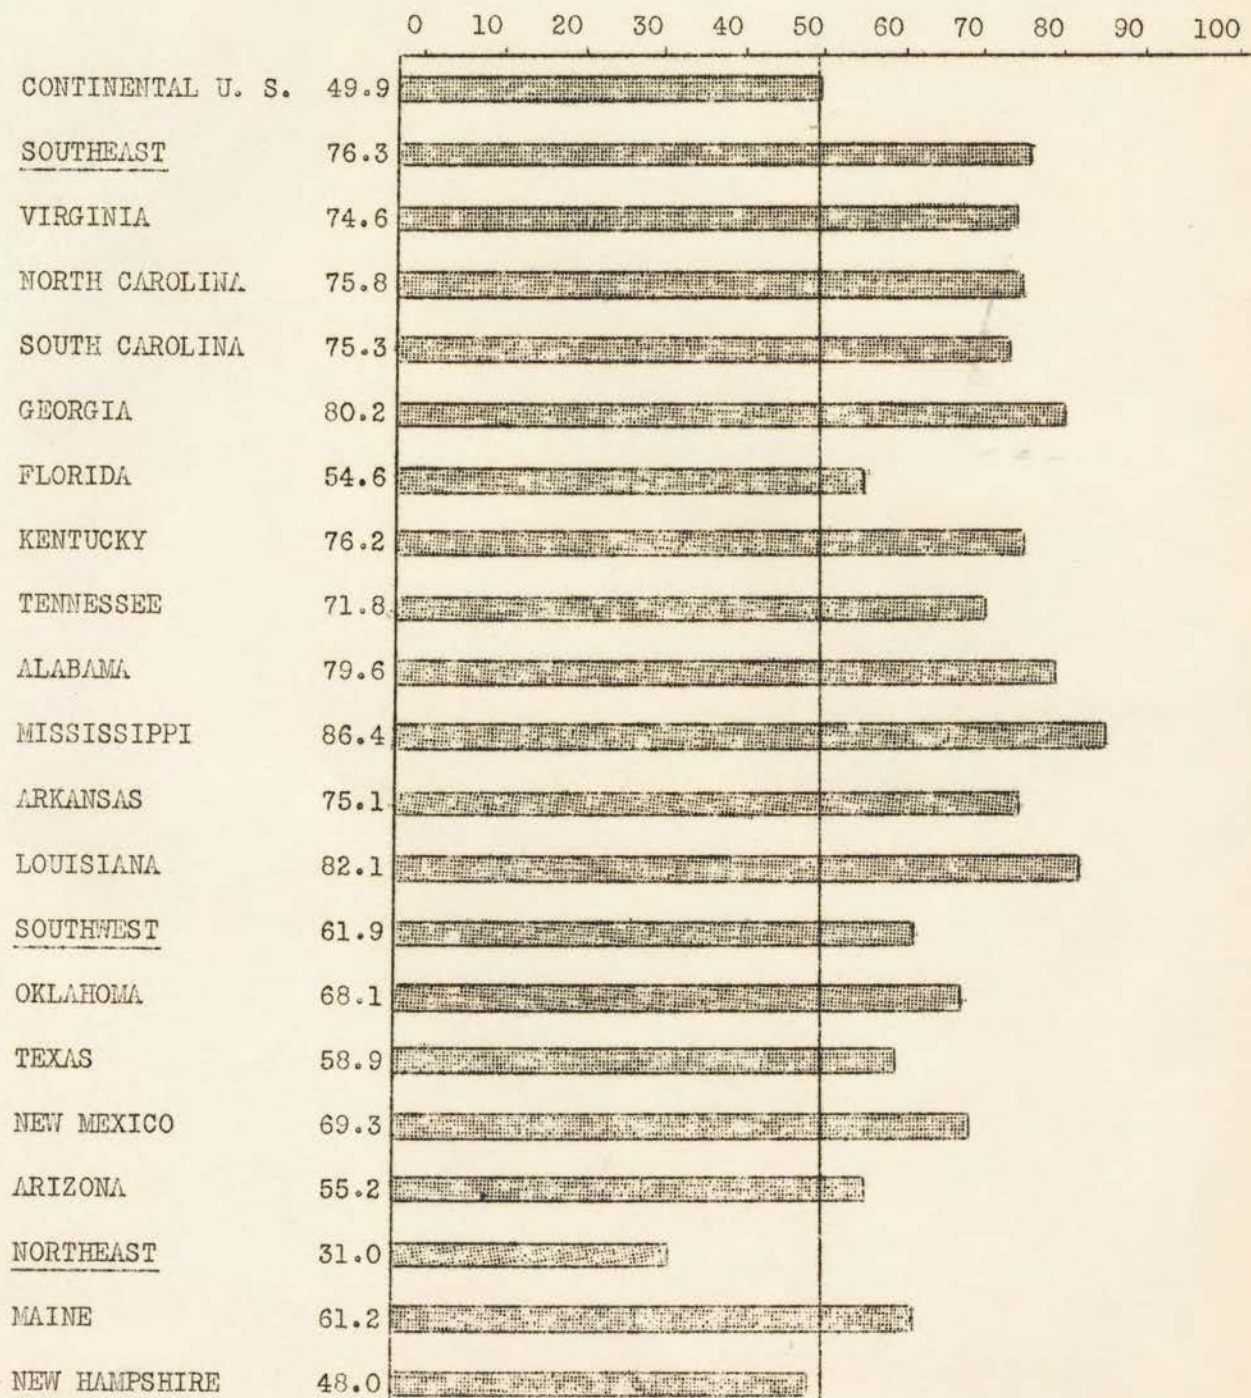 0 10 20 30 40 50 60 70 80 90 100
CONTINENTAL U. S. 49.9
SOUTHEAST 76.3
VIRGINIA 74.6
NORTH CAROLINA 75.8
SOUTH CAROLINA 75.3
GEORGIA 80.2
FLORIDA 54.6
KENTUCKY 76.2
TENNESSEE 71.8
ALABAMA 79.6
MISSISSIPPI 86.4
ARKANSAS 75.1
LOUISIANA 82.1
SOUTHWEST 61.9
OKLAHOMA 68.1
TEXAS 58.9
NEW MEXICO 69.3
ARIZONA 55.2
NORTHEAST 31.0
MAINE 61.2
NEW HAMPSHIRE 48.0